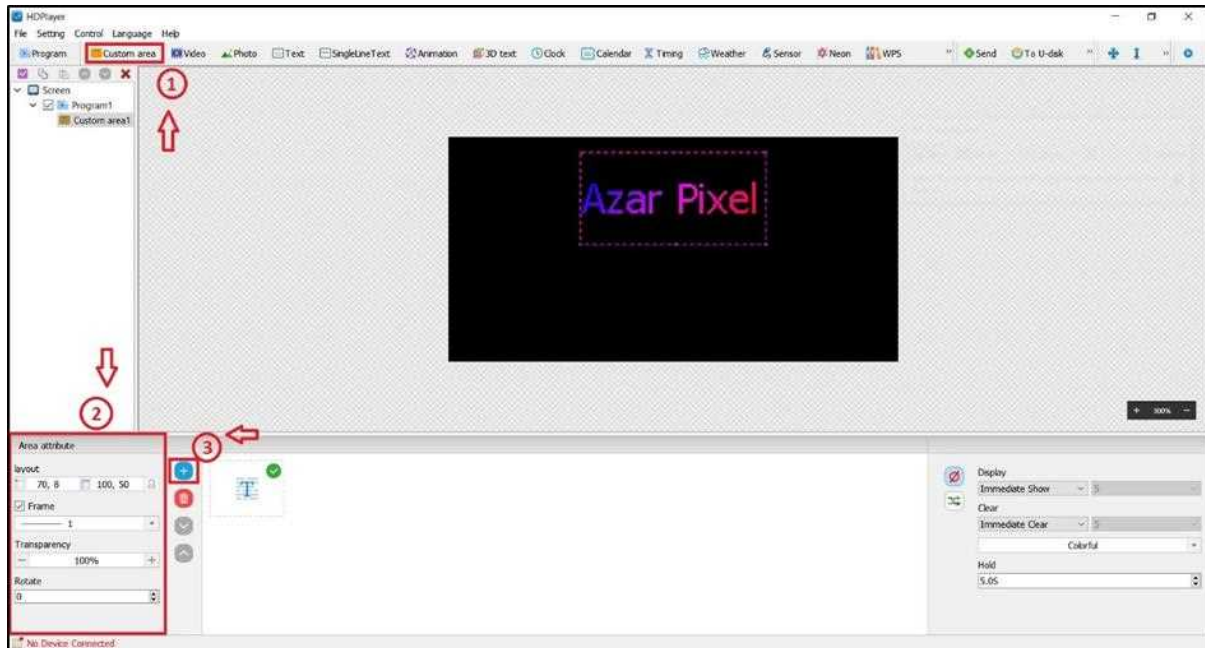 HDPlayer
File Setting Control Language Help
Program Custom area Video Photo Text SingleLineText Animation 3D text Clock Calendar Timing Weather Sensor Neon WPS » Send To U-disk » »
1
Screen
Program1
Custom area1
Azar Pixel
2
+ 100% −
3
Area attribute
layout
70, 8 100, 50
Frame
1
Transparency
− 100% +
Rotate
0
T
Display
Immediate Show 5
Clear
Immediate Clear 5
Colorful
Hold
5.0S
No Device Connected